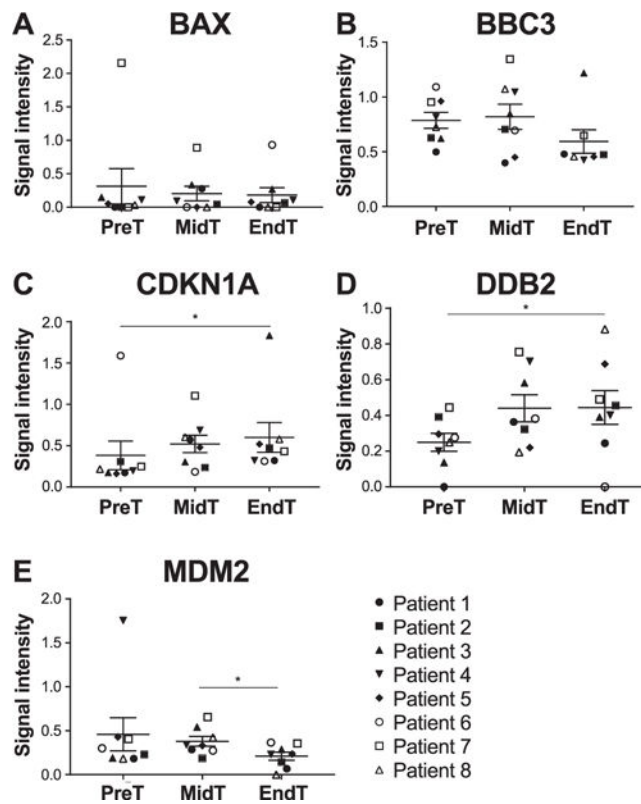 A BAX
Signal intensity
2.5
2.0
1.5
1.0
0.5
0.0
PreT MidT EndT
B BBC3
Signal intensity
1.5
1.0
0.5
0.0
PreT MidT EndT
C CDKN1A
Signal intensity
2.0
1.5
1.0
0.5
0.0
*
PreT MidT EndT
D DDB2
Signal intensity
1.0
0.8
0.6
0.4
0.2
0.0
*
PreT MidT EndT
E MDM2
Signal intensity
2.0
1.5
1.0
0.5
0.0
*
PreT MidT EndT
Patient 1
Patient 2
Patient 3
Patient 4
Patient 5
Patient 6
Patient 7
Patient 8